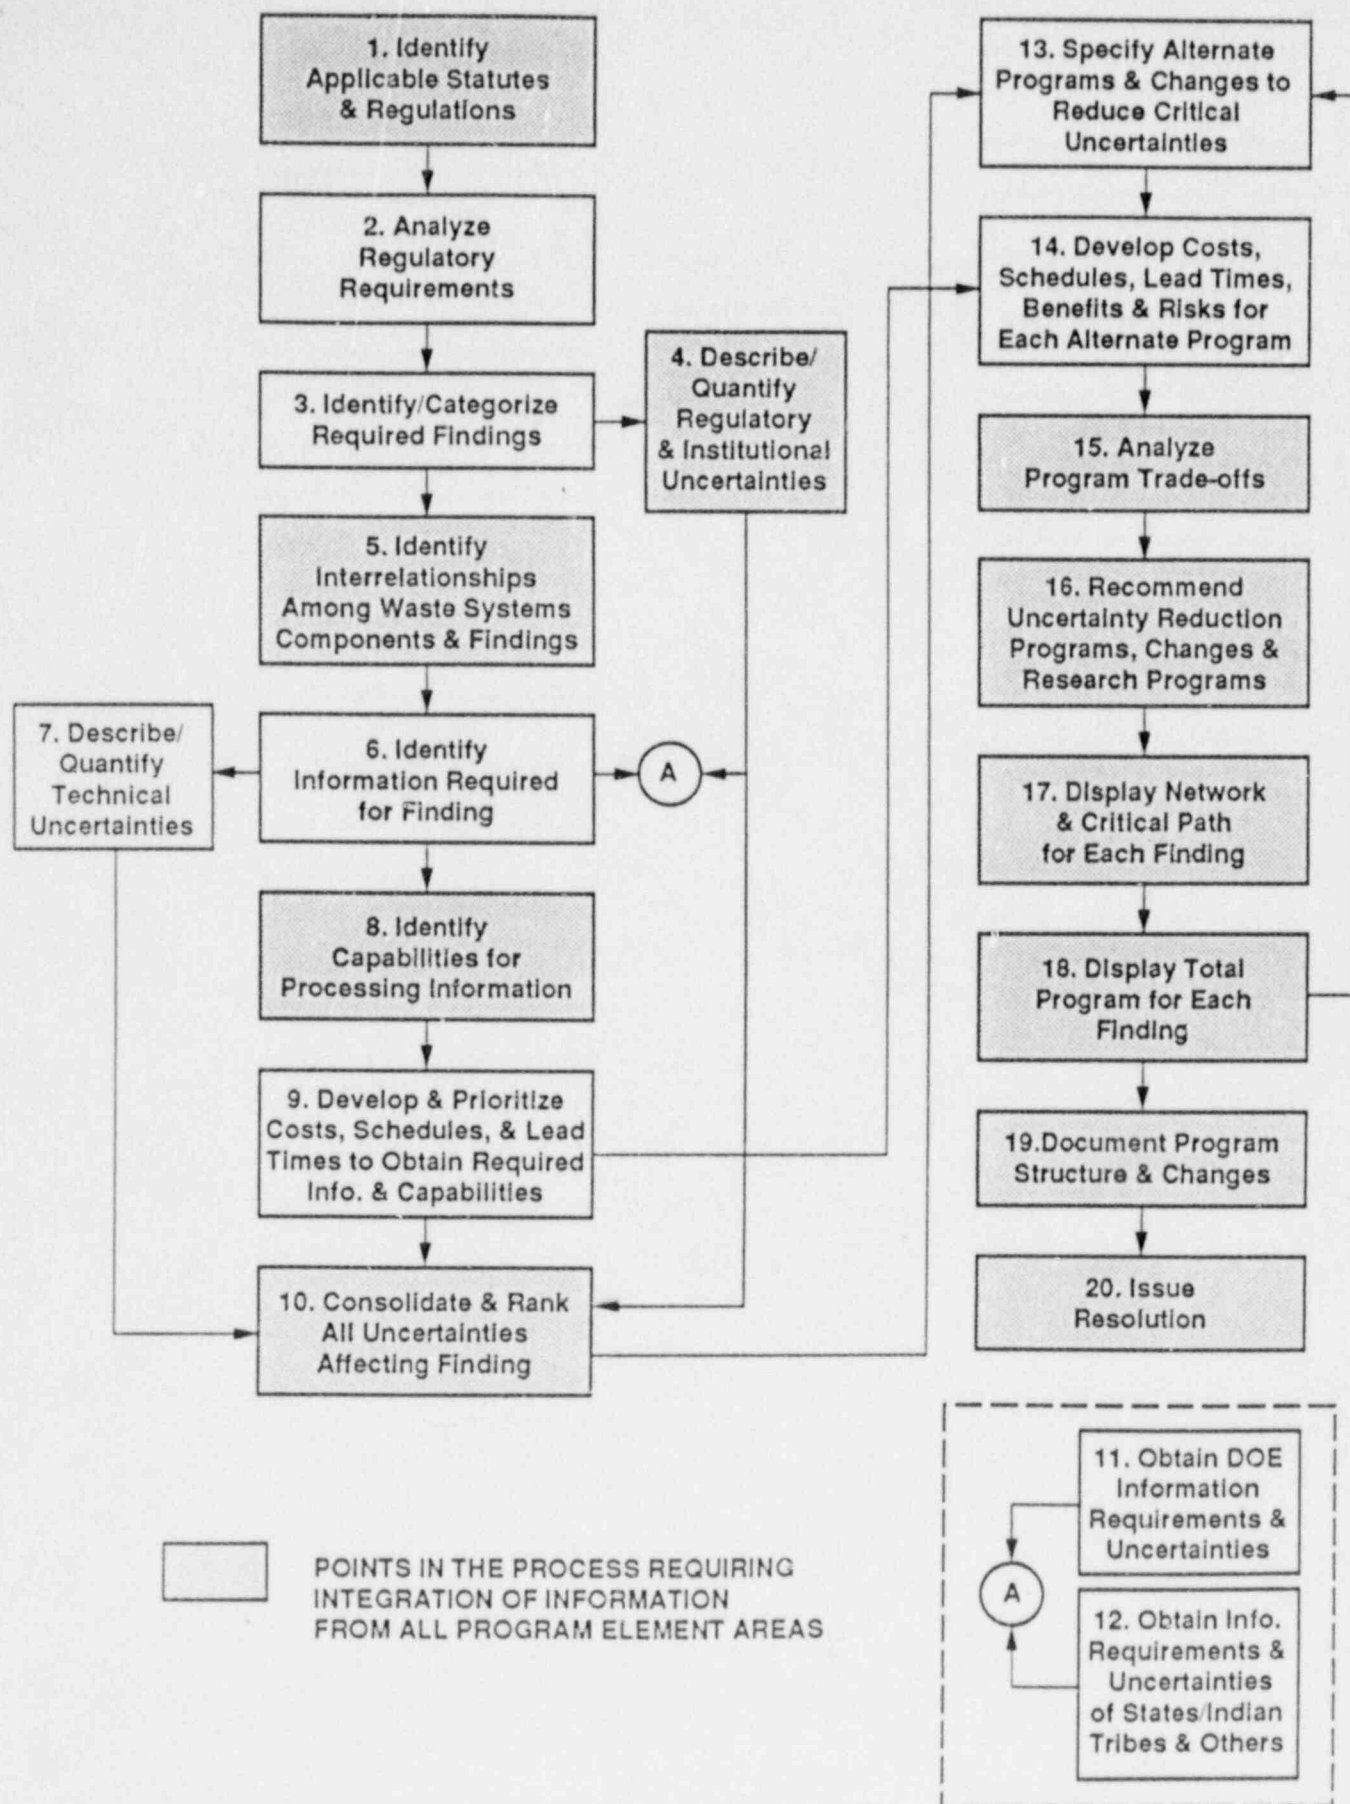 1. Identify
Applicable Statutes
& Regulations
2. Analyze
Regulatory
Requirements
3. Identify/Categorize
Required Findings
4. Describe/
Quantify
Regulatory
& Institutional
Uncertainties
5. Identify
Interrelationships
Among Waste Systems
Components & Findings
6. Identify
Information Required
for Finding
A
7. Describe/
Quantify
Technical
Uncertainties
8. Identify
Capabilities for
Processing Information
9. Develop & Prioritize
Costs, Schedules, & Lead
Times to Obtain Required
Info. & Capabilities
10. Consolidate & Rank
All Uncertainties
Affecting Finding
13. Specify Alternate
Programs & Changes to
Reduce Critical
Uncertainties
14. Develop Costs,
Schedules, Lead Times,
Benefits & Risks for
Each Alternate Program
15. Analyze
Program Trade-offs
16. Recommend
Uncertainty Reduction
Programs, Changes &
Research Programs
17. Display Network
& Critical Path
for Each Finding
18. Display Total
Program for Each
Finding
19.Document Program
Structure & Changes
20. Issue
Resolution
11. Obtain DOE
Information
Requirements &
Uncertainties
A
12. Obtain Info.
Requirements &
Uncertainties
of States/Indian
Tribes & Others
POINTS IN THE PROCESS REQUIRING
INTEGRATION OF INFORMATION
FROM ALL PROGRAM ELEMENT AREAS